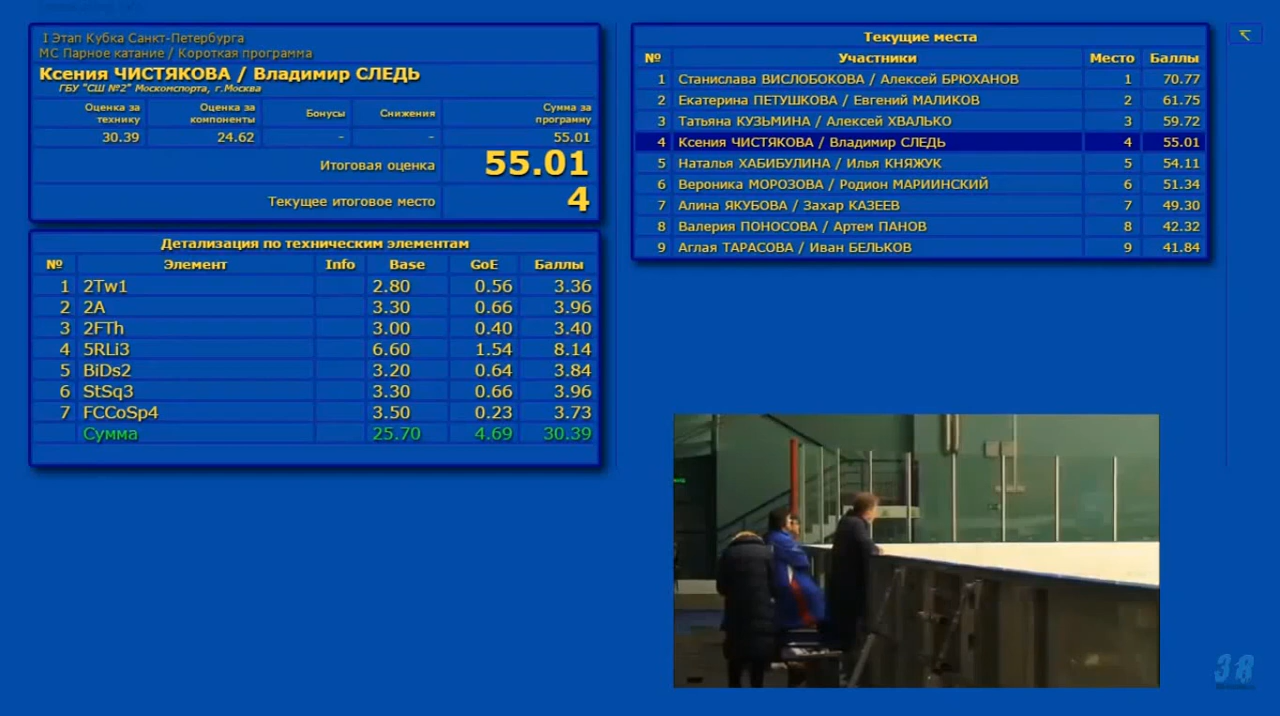 I Этап Кубка Санкт-Петербурга
МС Парное катание / Короткая программа
Ксения ЧИСТЯКОВА / Владимир СЛЕДЬ
ГБУ "СШ №2" Москомспорта, г.Москва
Оценка за технику Оценка за компоненты Бонусы Снижения Сумма за программу
30.39 24.62 - - 55.01
Итоговая оценка 55.01
Текущее итоговое место 4
Детализация по техническим элементам
№ Элемент Info Base GoE Баллы
1 2Tw1 2.80 0.56 3.36
2 2A 3.30 0.66 3.96
3 2FTh 3.00 0.40 3.40
4 5RLi3 6.60 1.54 8.14
5 BiDs2 3.20 0.64 3.84
6 StSq3 3.30 0.66 3.96
7 FCCoSp4 3.50 0.23 3.73
Сумма 25.70 4.69 30.39
Текущие места
№ Участники Место Баллы
1 Станислава ВИСЛОБОКОВА / Алексей БРЮХАНОВ 1 70.77
2 Екатерина ПЕТУШКОВА / Евгений МАЛИКОВ 2 61.75
3 Татьяна КУЗЬМИНА / Алексей ХВАЛЬКО 3 59.72
4 Ксения ЧИСТЯКОВА / Владимир СЛЕДЬ 4 55.01
5 Наталья ХАБИБУЛИНА / Илья КНЯЖУК 5 54.11
6 Вероника МОРОЗОВА / Родион МАРИИНСКИЙ 6 51.34
7 Алина ЯКУБОВА / Захар КАЗЕЕВ 7 49.30
8 Валерия ПОНОСОВА / Артем ПАНОВ 8 42.32
9 Аглая ТАРАСОВА / Иван БЕЛЬКОВ 9 41.84